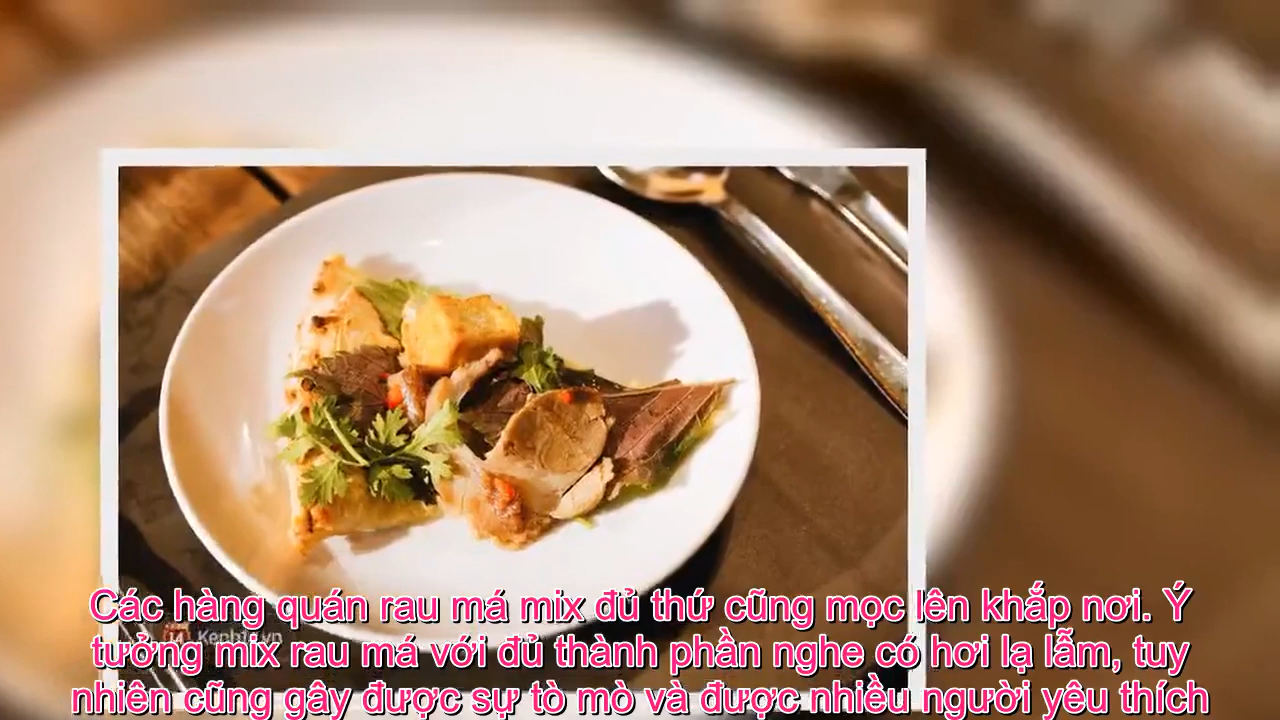 Các hàng quán rau má mix đủ thứ cũng mọc lên khắp nơi. Ý
tưởng mix rau má với đủ thành phần nghe có hơi lạ lẫm, tuy
nhiên cũng gây được sự tò mò và được nhiều người yêu thích